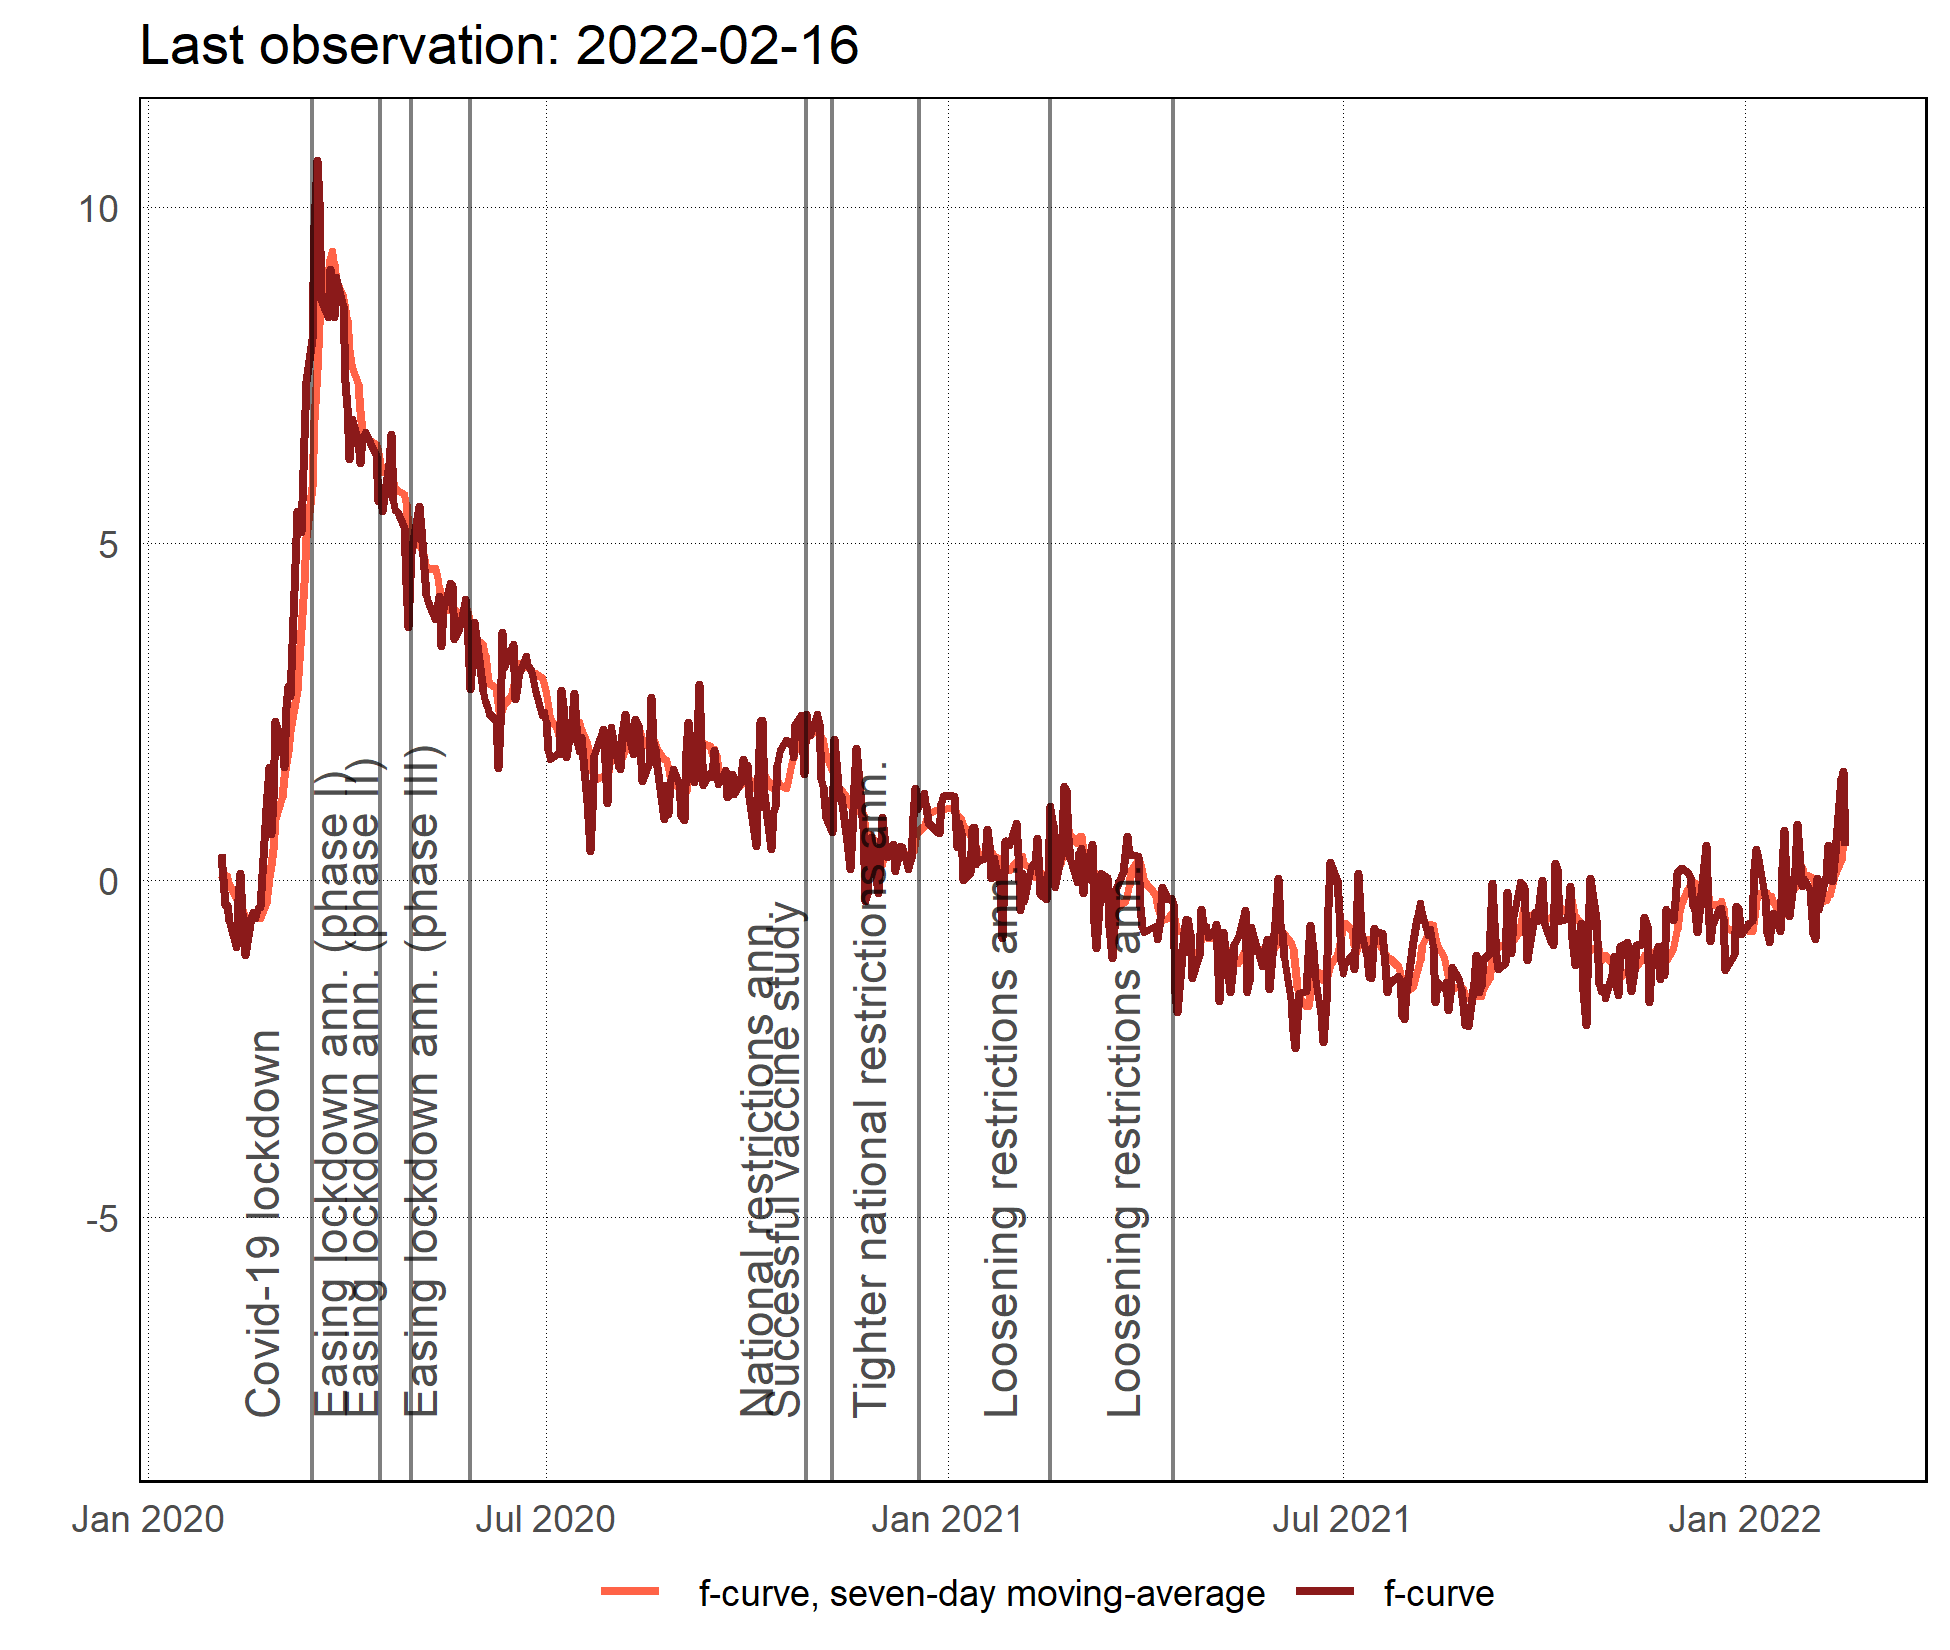 Last observation: 2022-02-16
10
5
0
-5
Covid-19 lockdown
Easing lockdown ann. (phase I)
Easing lockdown ann. (phase II)
Easing lockdown ann. (phase III)
National restrictions ann.
Successful vaccine study
Tighter national restrictions ann.
Loosening restrictions ann.
Loosening restrictions ann.
Jan 2020
Jul 2020
Jan 2021
Jul 2021
Jan 2022
f-curve, seven-day moving-average
f-curve